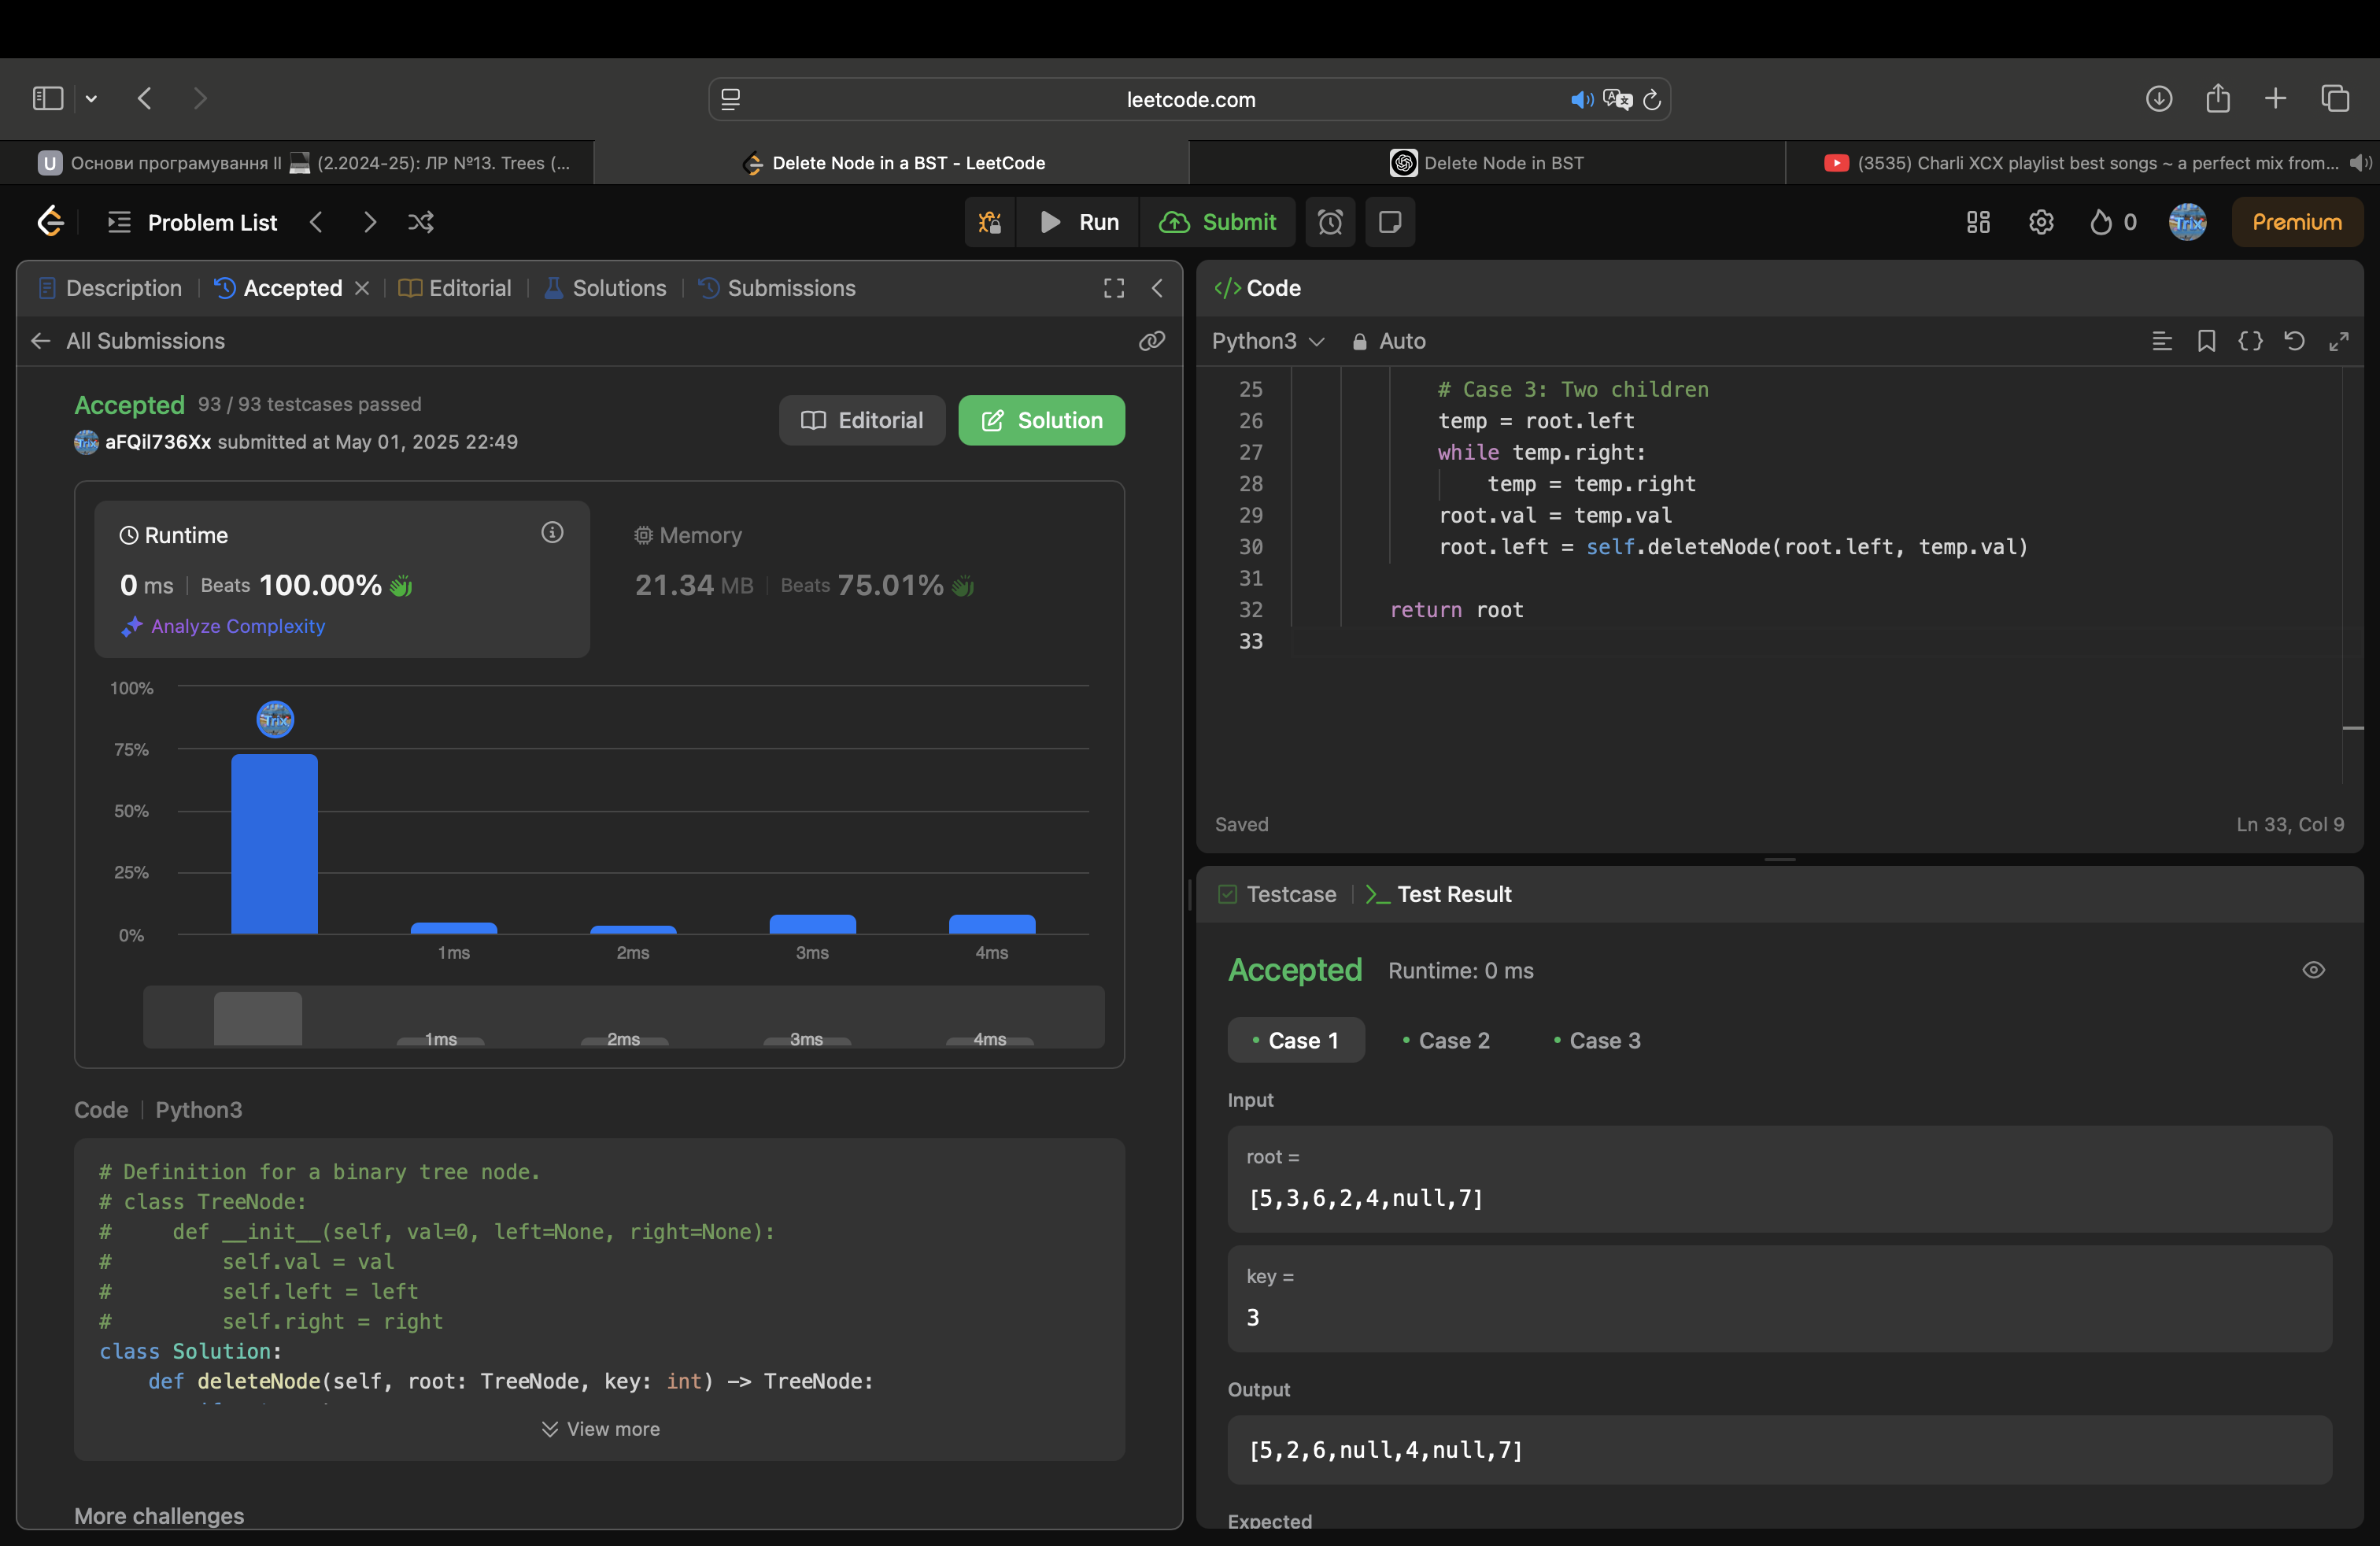 leetcode.com
U Основи програмування II 💻 (2.2024-25): ЛР №13. Trees (...
Delete Node in a BST - LeetCode
Delete Node in BST
(3535) Charli XCX playlist best songs ~ a perfect mix from...
Problem List
Run
Submit
0
Trix
Premium
Description
Accepted
Editorial
Solutions
Submissions
All Submissions
Accepted 93 / 93 testcases passed
aFQil736Xx submitted at May 01, 2025 22:49
Editorial
Solution
Runtime
0 ms | Beats 100.00%
Analyze Complexity
Memory
21.34 MB | Beats 75.01%
100%
75%
50%
25%
0%
Trix
1ms
2ms
3ms
4ms
1ms
2ms
3ms
4ms
Code | Python3
# Definition for a binary tree node.
# class TreeNode:
#     def __init__(self, val=0, left=None, right=None):
#         self.val = val
#         self.left = left
#         self.right = right
class Solution:
    def deleteNode(self, root: TreeNode, key: int) -> TreeNode:
View more
More challenges
</> Code
Python3
Auto
25 # Case 3: Two children
26 temp = root.left
27 while temp.right:
28     temp = temp.right
29 root.val = temp.val
30 root.left = self.deleteNode(root.left, temp.val)
31
32 return root
33
Saved
Ln 33, Col 9
Testcase
Test Result
Accepted Runtime: 0 ms
Case 1
Case 2
Case 3
Input
root =
[5,3,6,2,4,null,7]
key =
3
Output
[5,2,6,null,4,null,7]
Expected